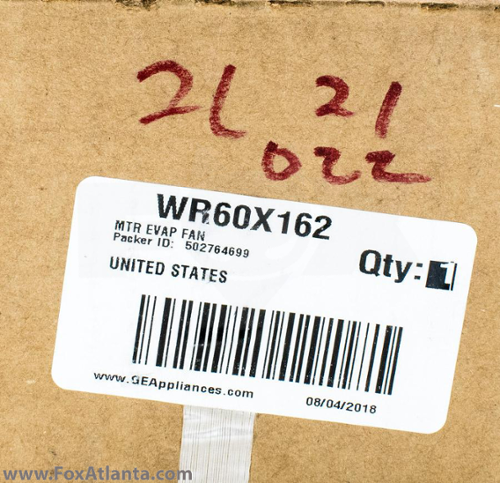 21 21
022
WR60X162
MTR EVAP FAN
Packer ID: 502764699
Qty: 1
UNITED STATES
www.GEAppliances.com
08/04/2018
www.FoxAtlanta.com